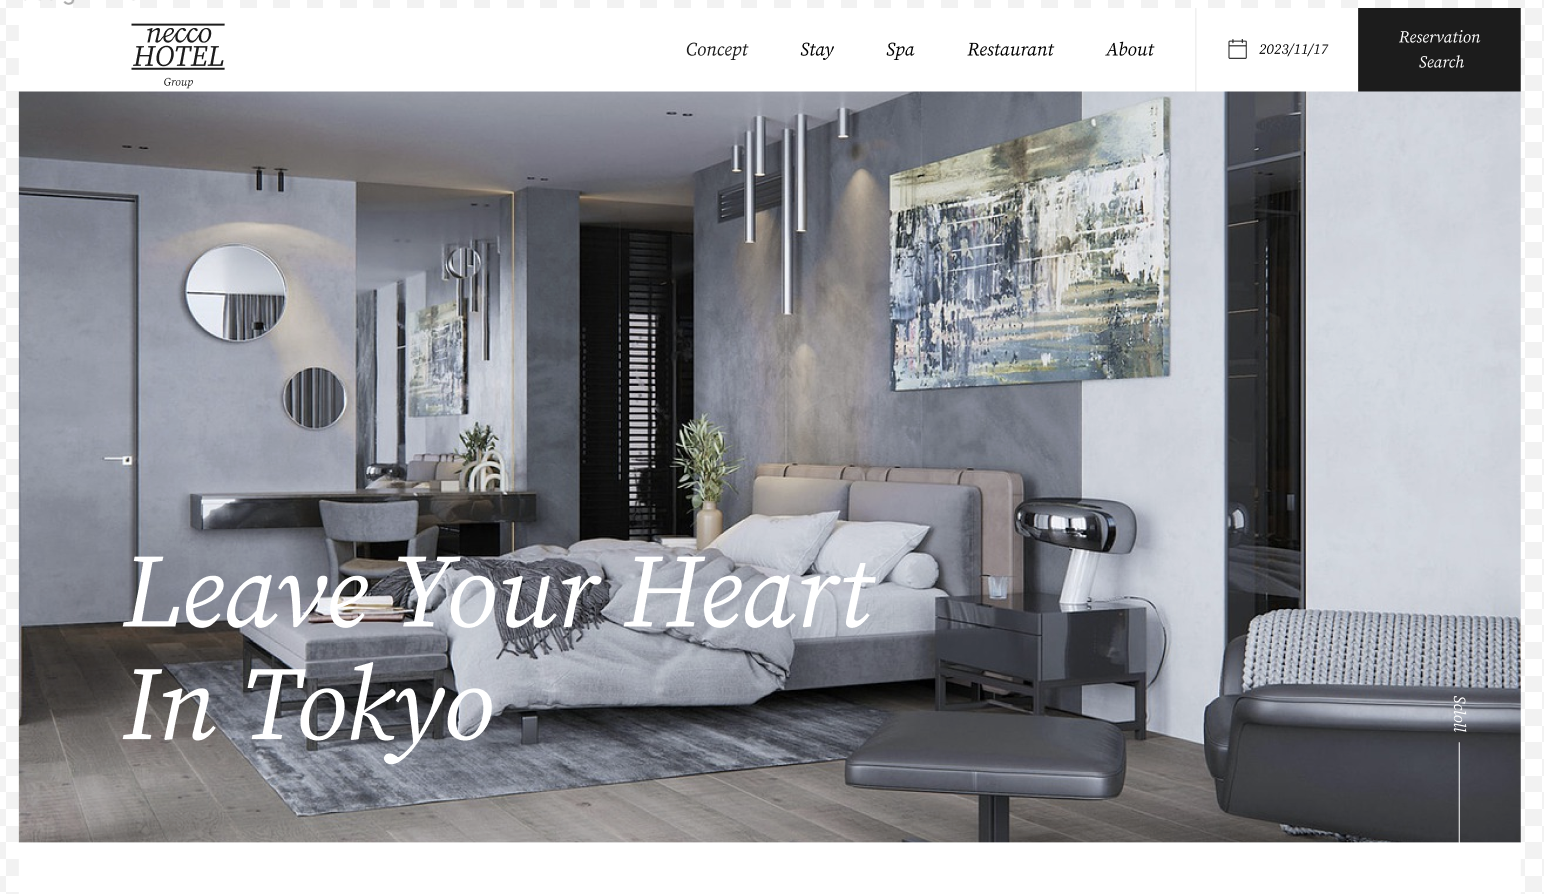 necco
HOTEL
Group
Concept
Stay
Spa
Restaurant
About
2023/11/17
Reservation
Search
Leave Your Heart
In Tokyo
Scloll